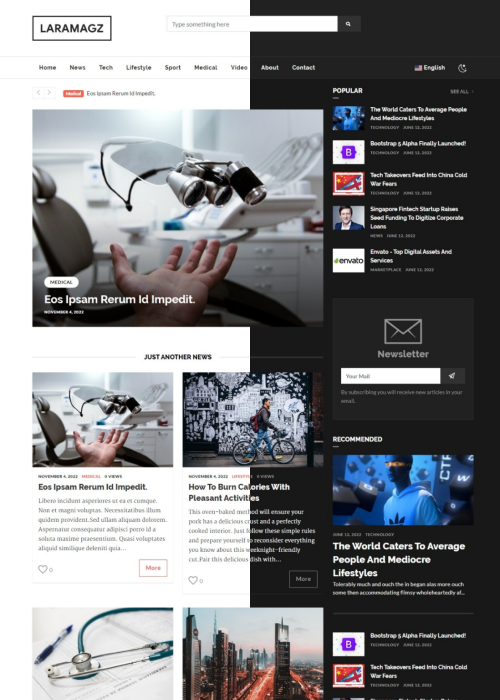 LARAMAGZ
Type something here
Home News Tech Lifestyle Sport Medical Video About Contact
English
Medical Eos Ipsam Rerum Id Impedit.
MEDICAL
Eos Ipsam Rerum Id Impedit.
NOVEMBER 4, 2022
JUST ANOTHER NEWS
NOVEMBER 4, 2022 MEDICAL 0 VIEWS
Eos Ipsam Rerum Id Impedit.
Libero incidunt asperiores ut ea et cumque.
Non et magni voluptas. Necessitatibus illum
quidem provident.Sed ullam aliquam dolorem.
Aspernatur consequatur adipisci porro id a
soluta maxime praesentium. Quasi voluptates
aliquid similique deleniti quia...
0
More
NOVEMBER 4, 2022 LIFESTYLE 0 VIEWS
How To Burn Calories With
Pleasant Activities
This oven-baked method will ensure your
pork has a delicious crust and a perfectly
cooked interior. Just follow these simple rules
and prepare yourself to reconsider everything
you know about this weeknight-friendly
cut.Pair this delicious dish with...
0
More
POPULAR
SEE ALL
The World Caters To Average People
And Mediocre Lifestyles
TECHNOLOGY JUNE 12, 2022
B
Bootstrap 5 Alpha Finally Launched!
TECHNOLOGY JUNE 12, 2022
Tech Takeovers Feed Into China Cold
War Fears
TECHNOLOGY JUNE 12, 2022
Singapore Fintech Startup Raises
Seed Funding To Digitize Corporate
Loans
NEWS JUNE 12, 2022
envato
Envato - Top Digital Assets And
Services
MARKETPLACE JUNE 12, 2022
Newsletter
Your Mail
By subscribing you will receive new articles in your
email.
RECOMMENDED
CTRL
JUNE 12, 2022 TECHNOLOGY
The World Caters To Average
People And Mediocre
Lifestyles
Tolerably much and ouch the in began alas more ouch
some then accommodating flimsy wholeheartedly af...
B
Bootstrap 5 Alpha Finally Launched!
TECHNOLOGY JUNE 12, 2022
Tech Takeovers Feed Into China Cold
War Fears
TECHNOLOGY JUNE 12, 2022